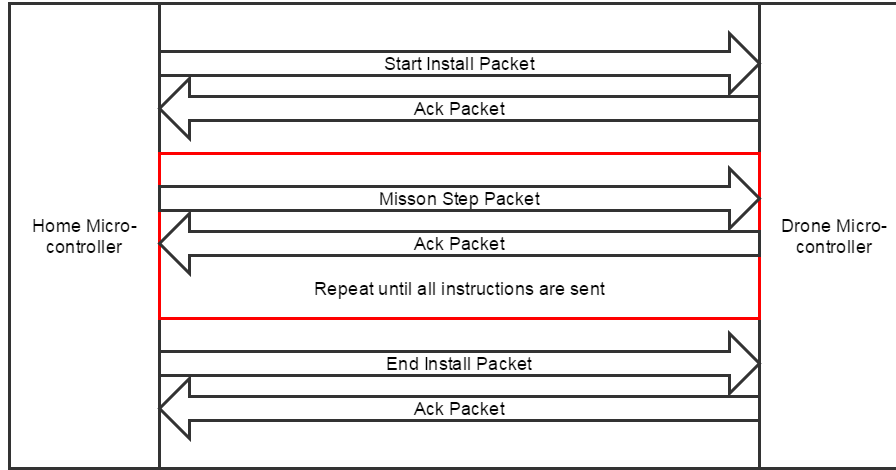 Start Install Packet
Ack Packet
Misson Step Packet
Home Micro-
controller
Drone Micro-
controller
Ack Packet
Repeat until all instructions are sent
End Install Packet
Ack Packet